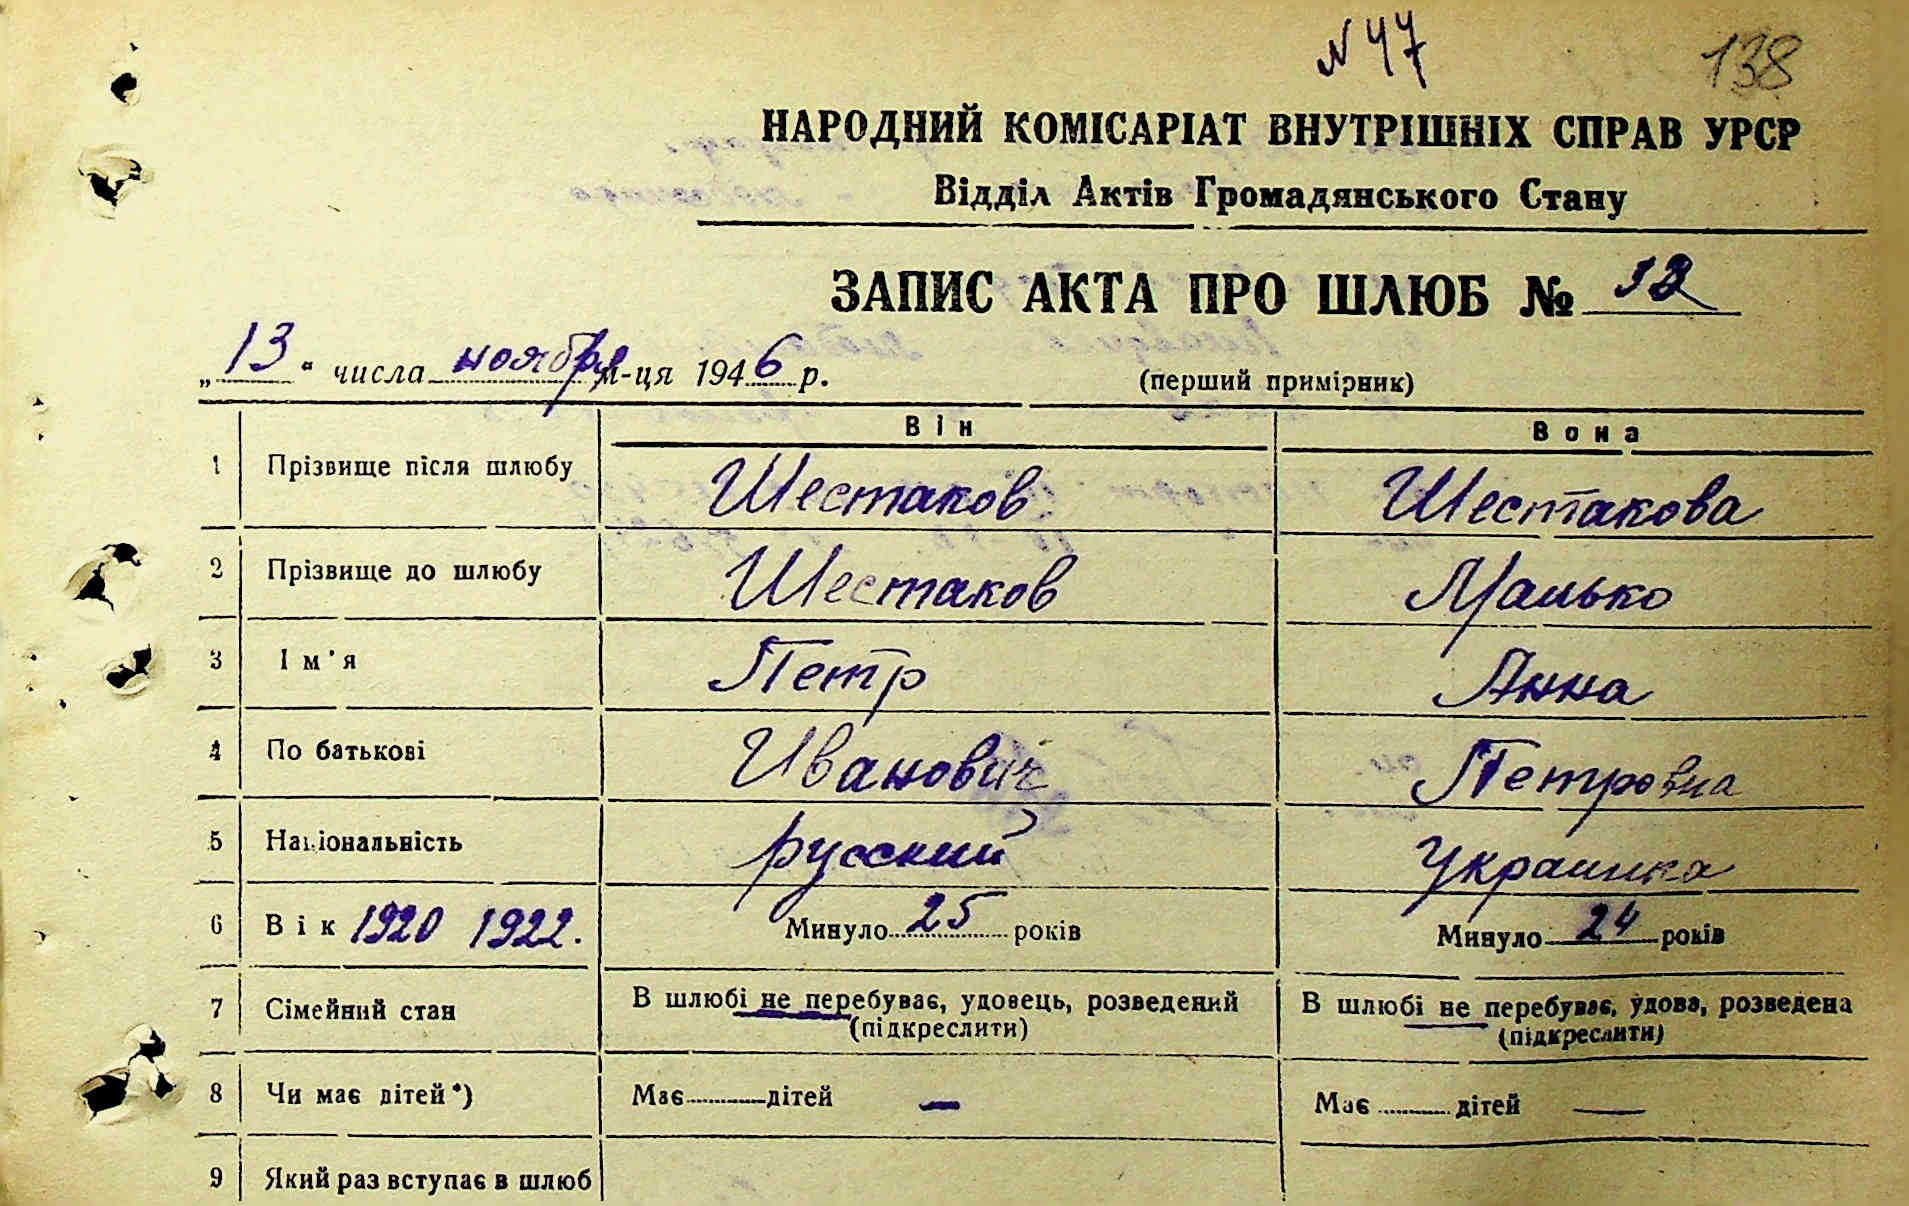 № 47
138
НАРОДНИЙ КОМІСАРІАТ ВНУТРІШНІХ СПРАВ УРСР
Відділ Актів Громадянського Стану
ЗАПИС АКТА ПРО ШЛЮБ №
„13“ числа ноября м-ця 1946 р.
(перший примірник)
Він Вона
1 Прізвище після шлюбу Шестаков Шестакова
2 Прізвище до шлюбу Шестаков Манько
3 Ім'я Петр Анна
4 По батькові Иванович Петровна
5 Національність русский Украинка
6 Вік 1920 1922. Минуло 25 років Минуло 24 років
7 Сімейний стан В шлюбі не перебуває, удовець, розведений В шлюбі не перебуває, удова, розведена
(підкреслити) (підкреслити)
8 Чи має дітей*) Має дітей — Має дітей —
9 Який раз вступає в шлюб